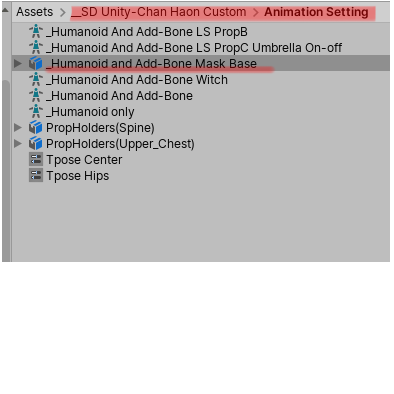 Assets > __SD Unity-Chan Haon Custom > Animation Setting
_Humanoid And Add-Bone LS PropB
_Humanoid And Add-Bone LS PropC Umbrella On-off
_Humanoid and Add-Bone Mask Base
_Humanoid And Add-Bone Witch
_Humanoid And Add-Bone
_Humanoid only
PropHolders(Spine)
PropHolders(Upper_Chest)
Tpose Center
Tpose Hips